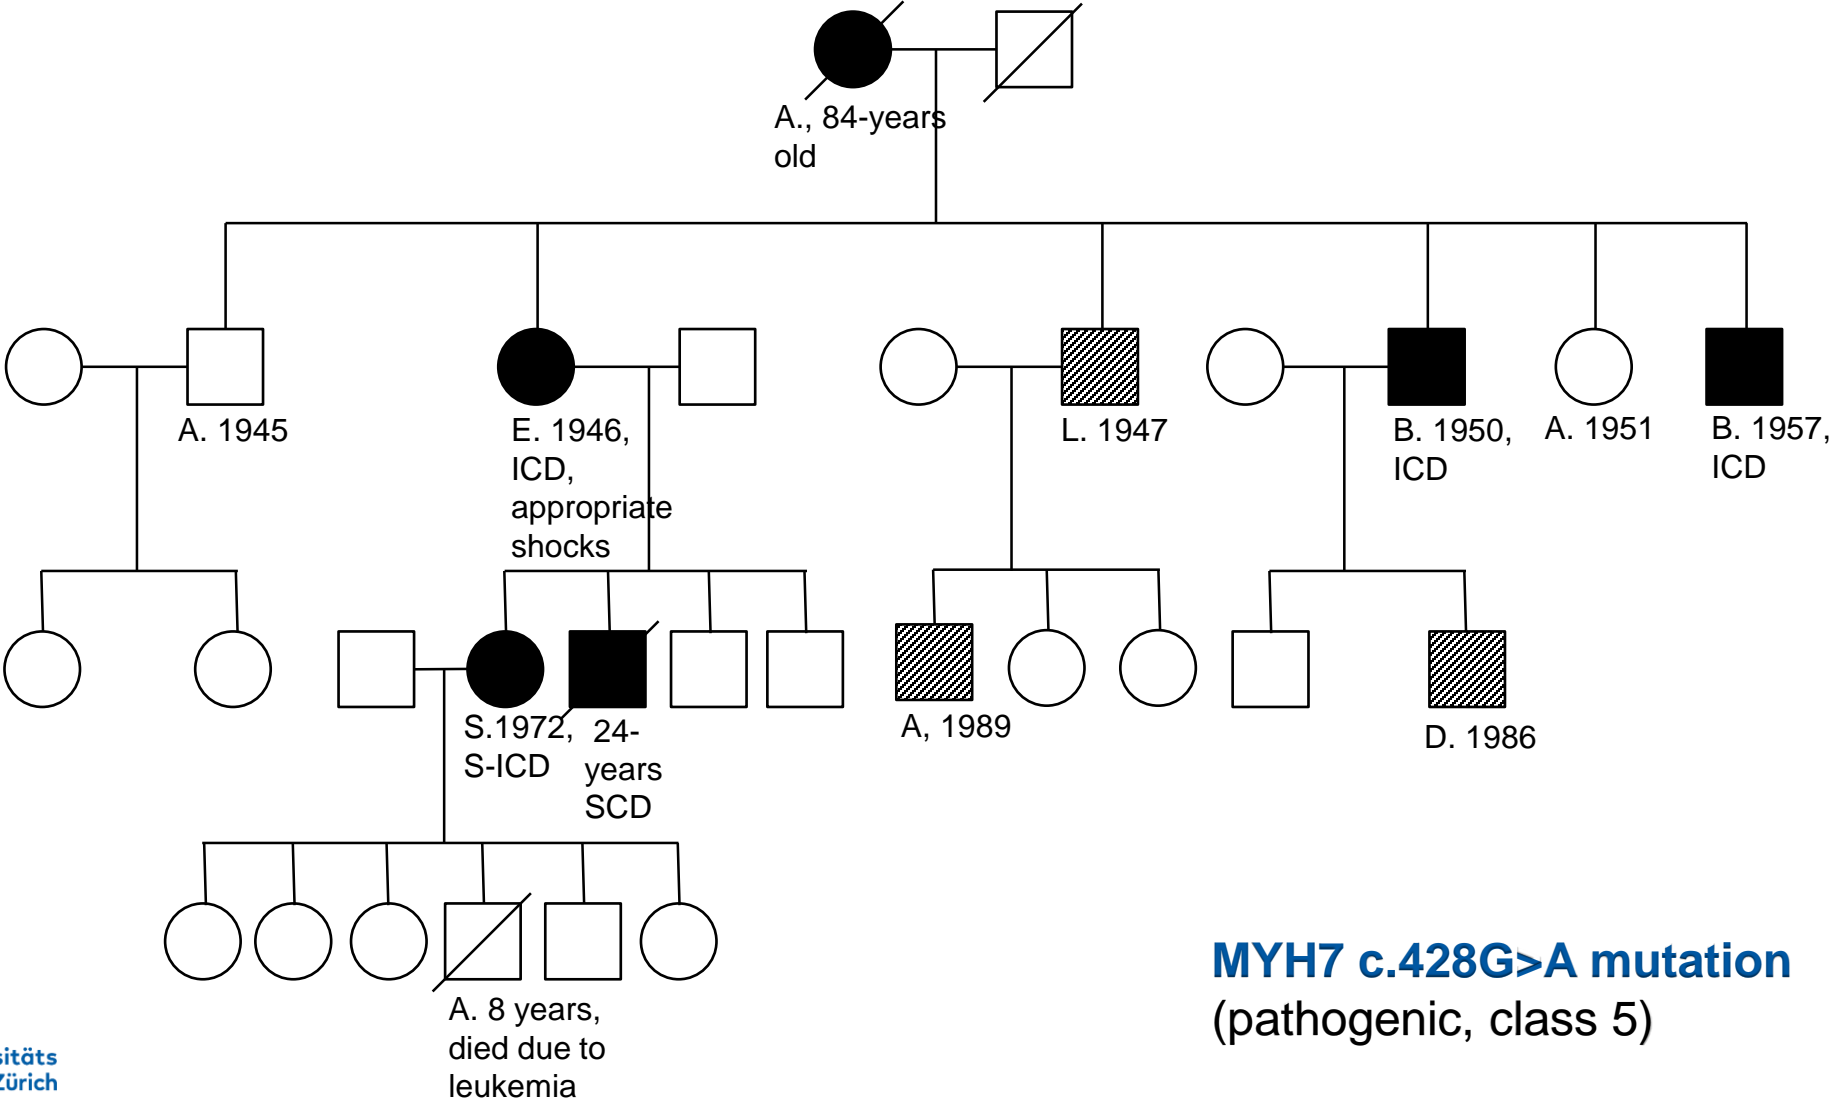 A., 84-years
old
A. 1945
E. 1946,
ICD,
appropriate
shocks
L. 1947
B. 1950,
ICD
A. 1951
B. 1957,
ICD
S.1972,
S-ICD
24-
years
SCD
A, 1989
D. 1986
A. 8 years,
died due to
leukemia
MYH7 c.428G>A mutation
(pathogenic, class 5)
sitäts
Zürich